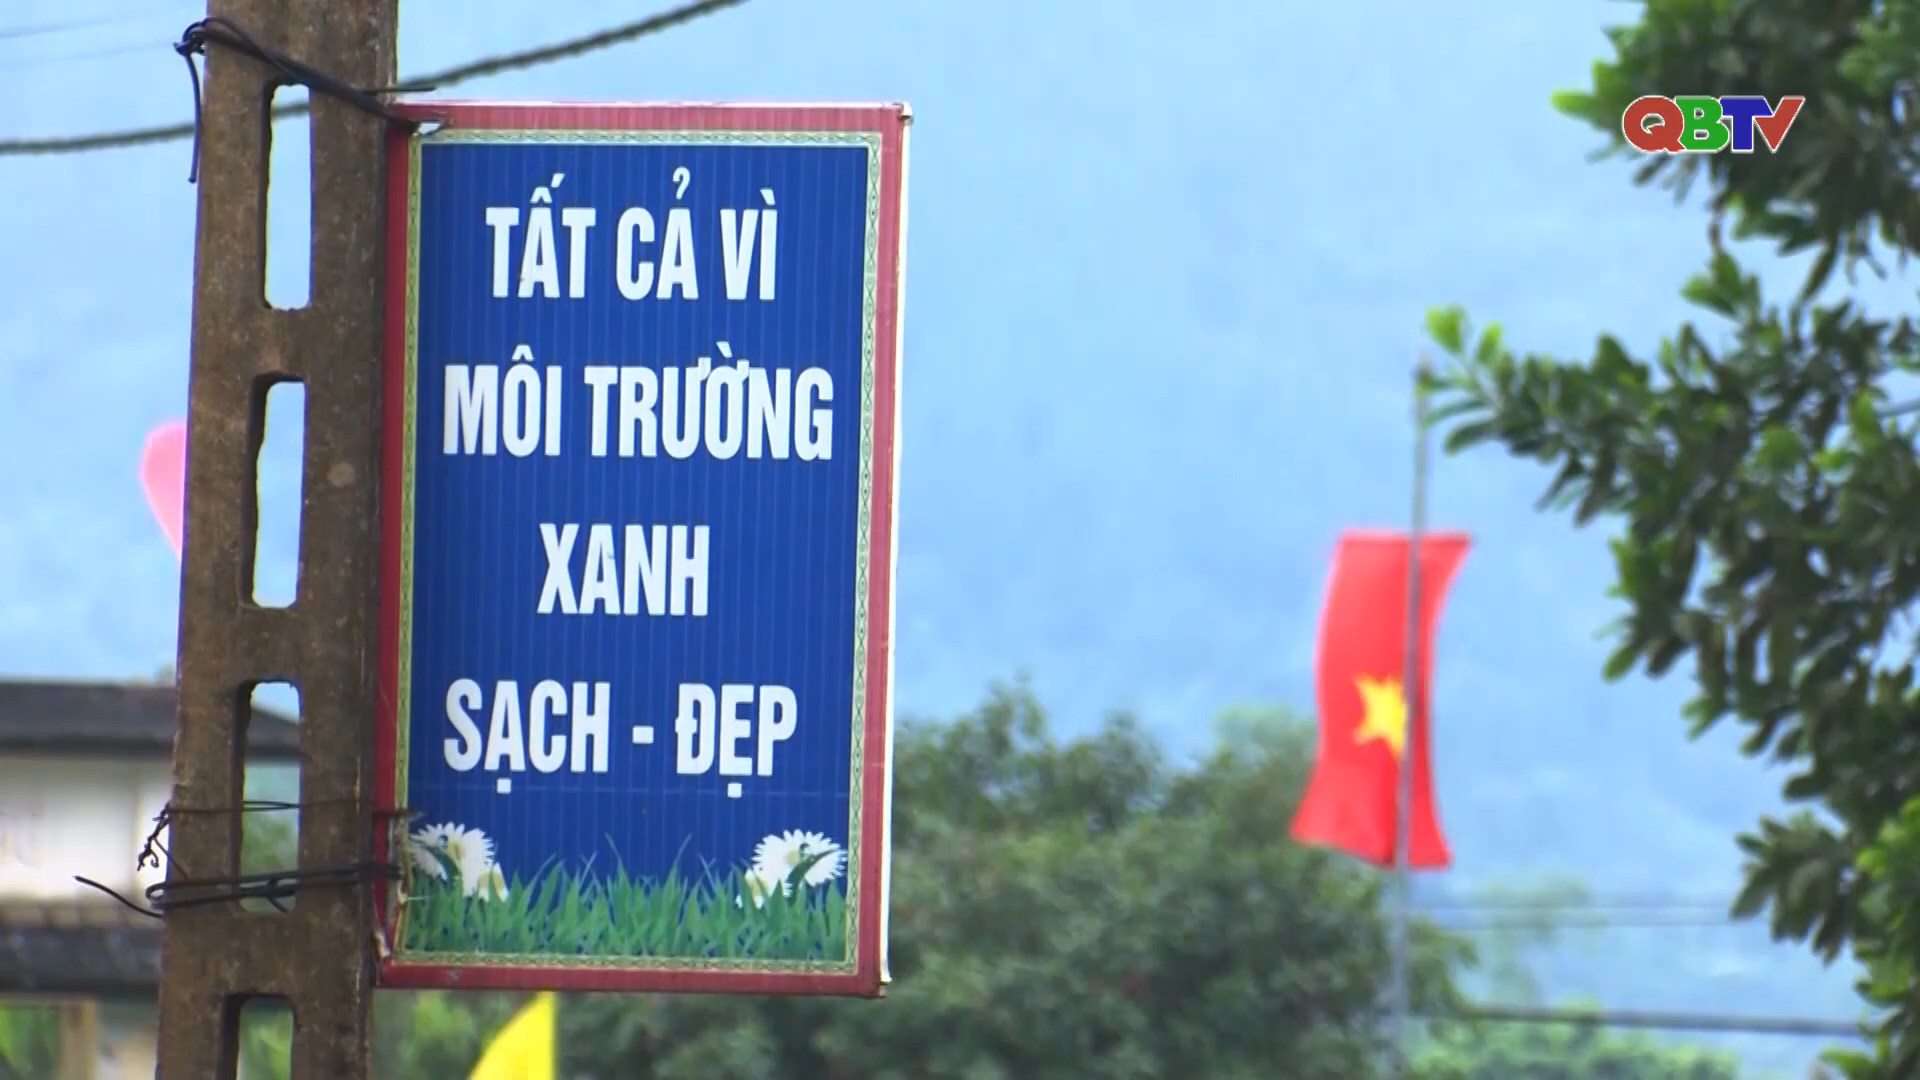 QBTV
TẤT CẢ VÌ
MÔI TRƯỜNG
XANH
SẠCH - ĐẸP